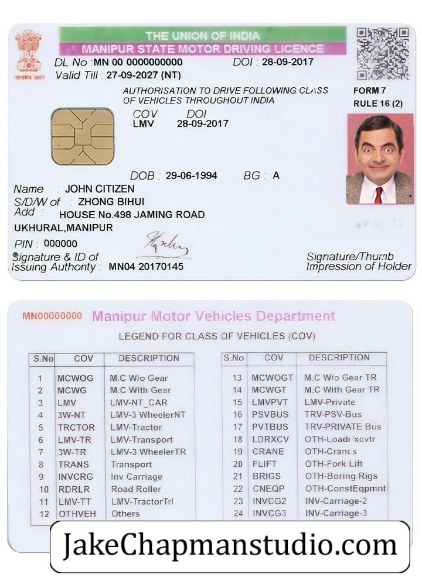 THE UNION OF INDIA
MANIPUR STATE MOTOR DRIVING LICENCE
DL No : MN 00 0000000000 DOI : 28-09-2017
Valid Till : 27-09-2027 (NT)
AUTHORISATION TO DRIVE FOLLOWING CLASS
OF VEHICLES THROUGHOUT INDIA
FORM 7
RULE 16 (2)
COV DOI
LMV 28-09-2017
DOB : 29-06-1994 BG : A
Name : JOHN CITIZEN
S/D/W of : ZHONG BIHUI
Add : HOUSE No.498 JAMING ROAD
UKHURAL,MANIPUR
PIN : 000000
Signature & ID of
Issuing Authority : MN04 20170145
Signature/Thumb
Impression of Holder
MN00000000 Manipur Motor Vehicles Department
LEGEND FOR CLASS OF VEHICLES (COV)
S.No COV DESCRIPTION S.No COV DESCRIPTION
1 MCWOG M.C W/o Gear 13 MCWOGT M.C W/o Gear TR
2 MCWG M.C With Gear 14 MCWGT M.C With Gear TR
3 LMV LMV-NT_CAR 15 LMVPVT LMV-Private
4 3W-NT LMV-3 WheelerNT 16 PSVBUS TRV-PSV-Bus
5 TRCTOR LMV-Tractor 17 PVTBUS TRV-PRIVATE Bus
6 LMV-TR LMV-Transport 18 LDRXCV OTH-Loadr/xcvtr
7 3W-TR LMV-3 WheelerTR 19 CRANE OTH-Cranes
8 TRANS Transport 20 FLIFT OTH-Fork Lift
9 INVCRG Inv Carriage 21 BRIGS OTH-Boring Rigs
10 RDRLR Road Roller 22 CNEQP OTH-ConstEqpmnt
11 LMV-TT LMV-TractorTrl 23 INVCG2 INV-Carriage-2
12 OTHVEH Others 24 INVCG3 INV-Carriage-3
JakeChapmanstudio.com